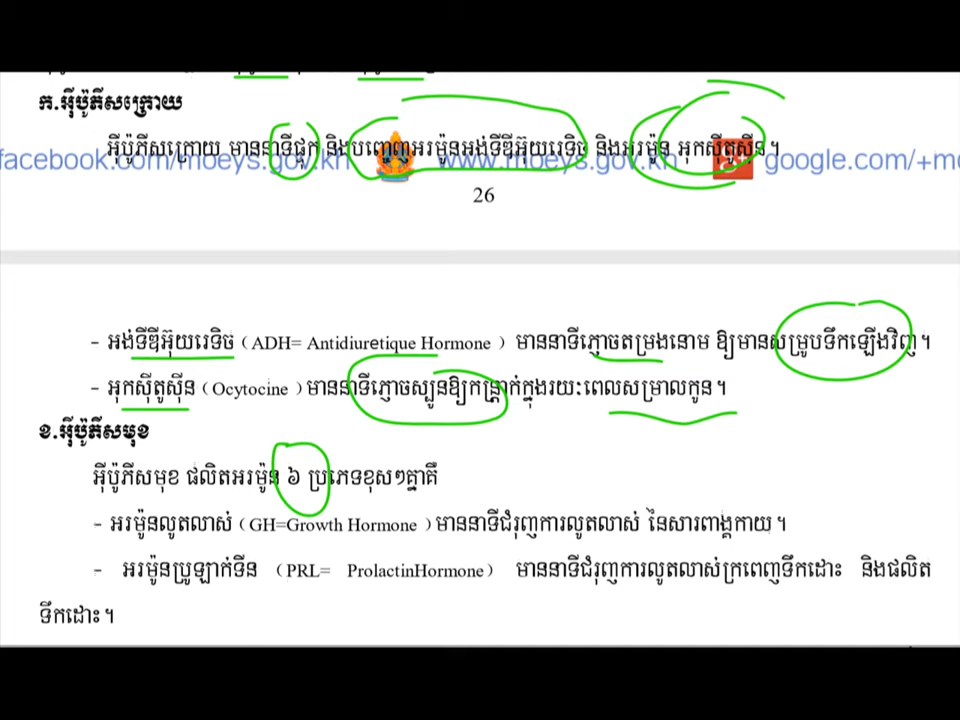 ក.អ៊ីប៉ូភីសក្រោយ
អ៊ីប៉ូភីសក្រោយ មាននាទីផ្ទុក និងបញ្ចេញអរម៉ូនអង់ទីឌីអ៊ុយរេទិច និងអរម៉ូន អុកស៊ីតូស៊ីន។
facebook.com/moeys.gov.kh www.moeys.gov.kh google.com/+mo
26
- អង់ទីឌីអ៊ុយរេទិច (ADH= Antidiuretique Hormone ) មាននាទីភ្ញោចតម្រងនោម ឱ្យមានសម្រូបទឹកឡើងវិញ។
- អុកស៊ីតូស៊ីន (Ocytocine ) មាននាទីភ្ញោចស្បូនឱ្យកន្ត្រាក់ក្នុងរយៈពេលសម្រាលកូន។
ខ.អ៊ីប៉ូភីសមុខ
អ៊ីប៉ូភីសមុខ ផលិតអរម៉ូន ៦ ប្រភេទខុសៗគ្នាគឺ
- អរម៉ូនលូតលាស់ (GH=Growth Hormone )មាននាទីជំរុញការលូតលាស់ នៃសារពាង្គកាយ។
- អរម៉ូនប្រូឡាក់ទីន (PRL= ProlactinHormone) មាននាទីជំរុញការលូតលាស់ក្រពេញទឹកដោះ និងផលិត
ទឹកដោះ។